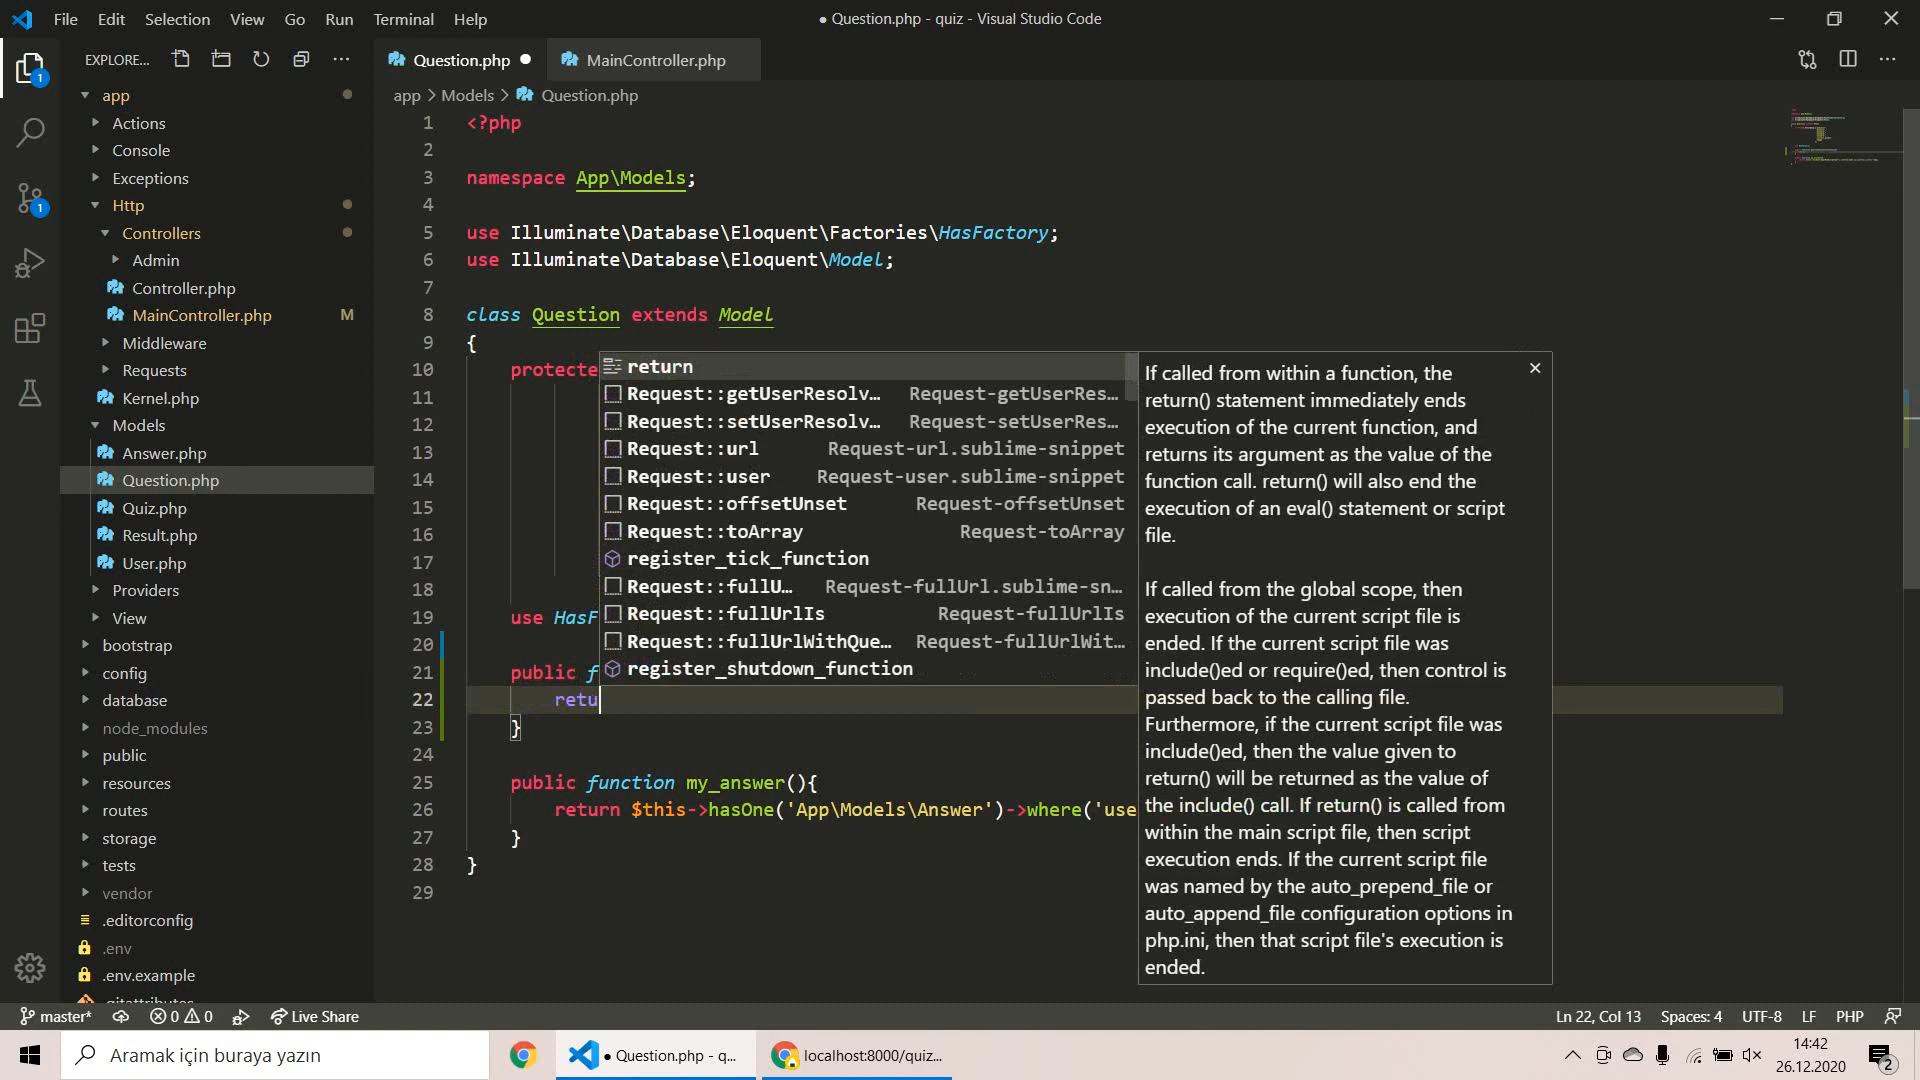 File Edit Selection View Go Run Terminal Help
● Question.php - quiz - Visual Studio Code
EXPLORE...
Question.php
MainController.php
app > Models > Question.php
1
app
Actions
Console
Exceptions
Http
1
Controllers
Admin
Controller.php
MainController.php M
Middleware
Requests
Kernel.php
Models
Answer.php
Question.php
Quiz.php
Result.php
User.php
Providers
View
bootstrap
config
database
node_modules
public
resources
routes
storage
tests
vendor
.editorconfig
.env
.env.example
.gitattributes
1 <?php
2
3 namespace App\Models;
4
5 use Illuminate\Database\Eloquent\Factories\HasFactory;
6 use Illuminate\Database\Eloquent\Model;
7
8 class Question extends Model
9 {
10 protecte
11
12
13
14
15
16
17
18
19 use HasF
20
21 public f
22 retu
23 }
24
25 public function my_answer(){
26 return $this->hasOne('App\Models\Answer')->where('use
27 }
28 }
29
return
Request::getUserResolv... Request-getUserRes...
Request::setUserResolv... Request-setUserRes...
Request::url Request-url.sublime-snippet
Request::user Request-user.sublime-snippet
Request::offsetUnset Request-offsetUnset
Request::toArray Request-toArray
register_tick_function
Request::fullU... Request-fullUrl.sublime-sn...
Request::fullUrlIs Request-fullUrlIs
Request::fullUrlWithQue... Request-fullUrlWit...
register_shutdown_function
If called from within a function, the
return() statement immediately ends
execution of the current function, and
returns its argument as the value of the
function call. return() will also end the
execution of an eval() statement or script
file.
If called from the global scope, then
execution of the current script file is
ended. If the current script file was
include()ed or require()ed, then control is
passed back to the calling file.
Furthermore, if the current script file was
include()ed, then the value given to
return() will be returned as the value of
the include() call. If return() is called from
within the main script file, then script
execution ends. If the current script file
was named by the auto_prepend_file or
auto_append_file configuration options in
php.ini, then that script file's execution is
ended.
master* 0 0 Live Share
Ln 22, Col 13 Spaces: 4 UTF-8 LF PHP
Aramak için buraya yazın
● Question.php - q...
localhost:8000/quiz...
14:42
26.12.2020
2